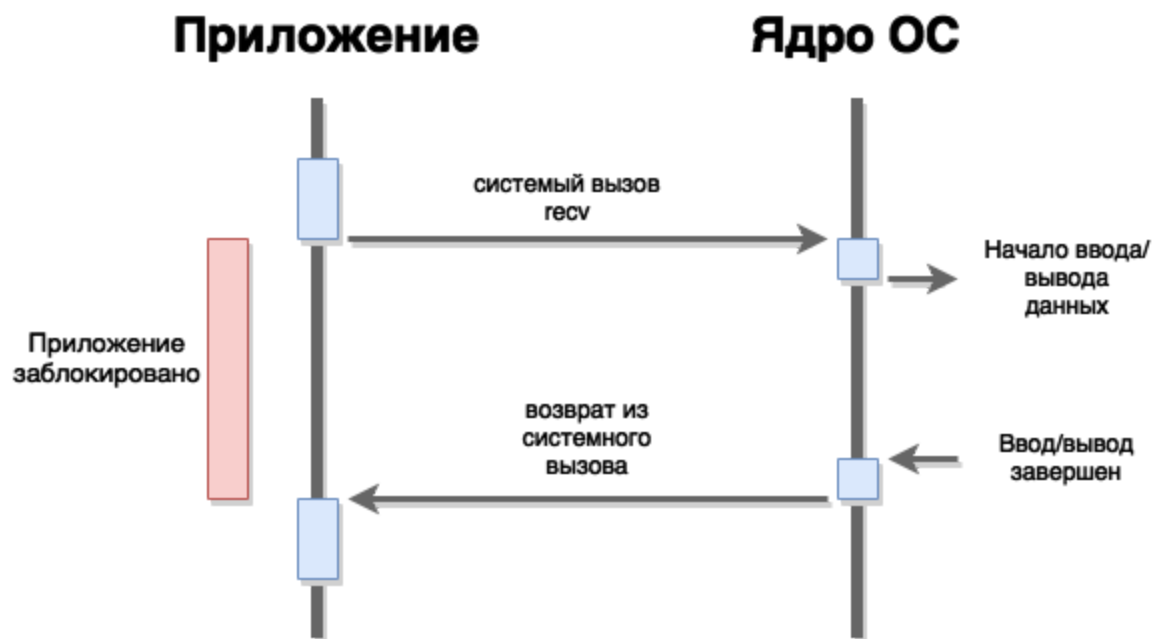 Приложение
Ядро ОС
системый вызов
recv
Начало ввода/
вывода
данных
Приложение
заблокировано
возврат из
системного
вызова
Ввод/вывод
завершен